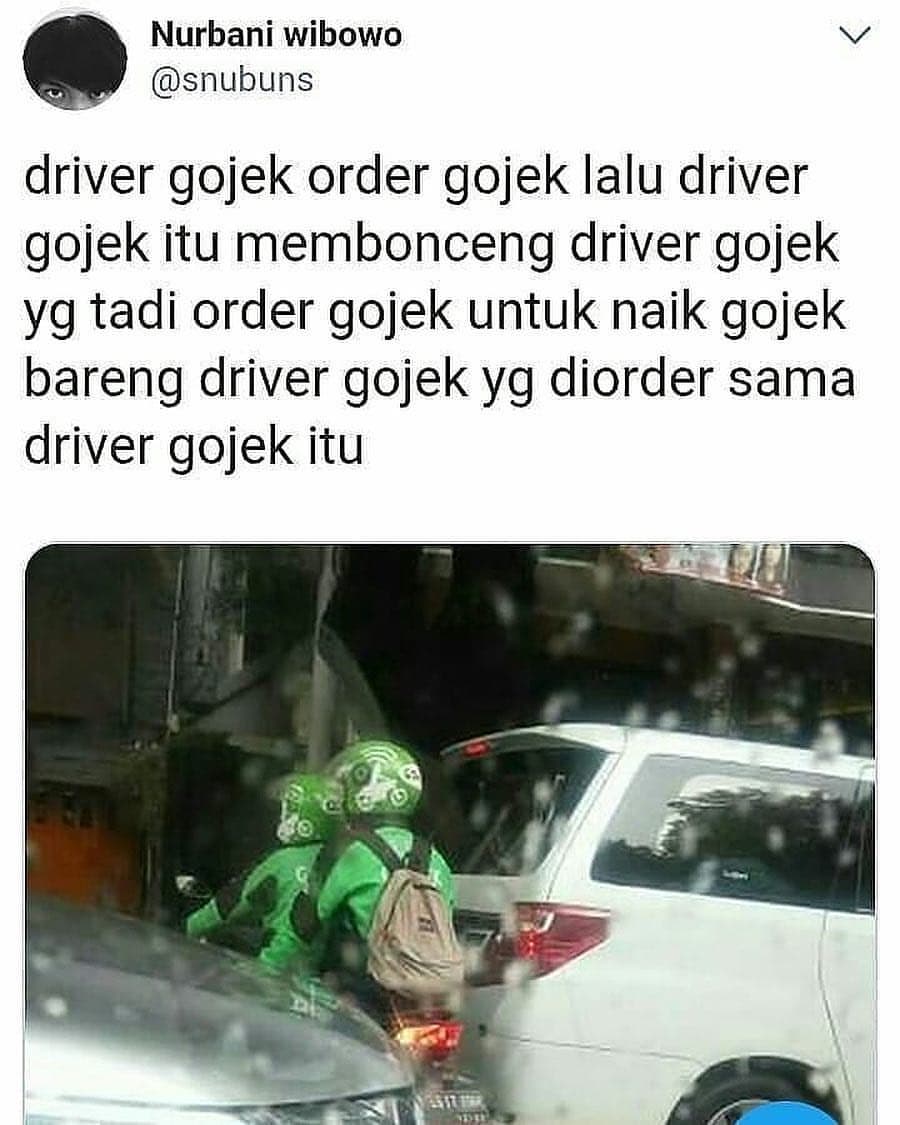 Nurbani wibowo
@snubuns
driver gojek order gojek lalu driver
gojek itu membonceng driver gojek
yg tadi order gojek untuk naik gojek
bareng driver gojek yg diorder sama
driver gojek itu